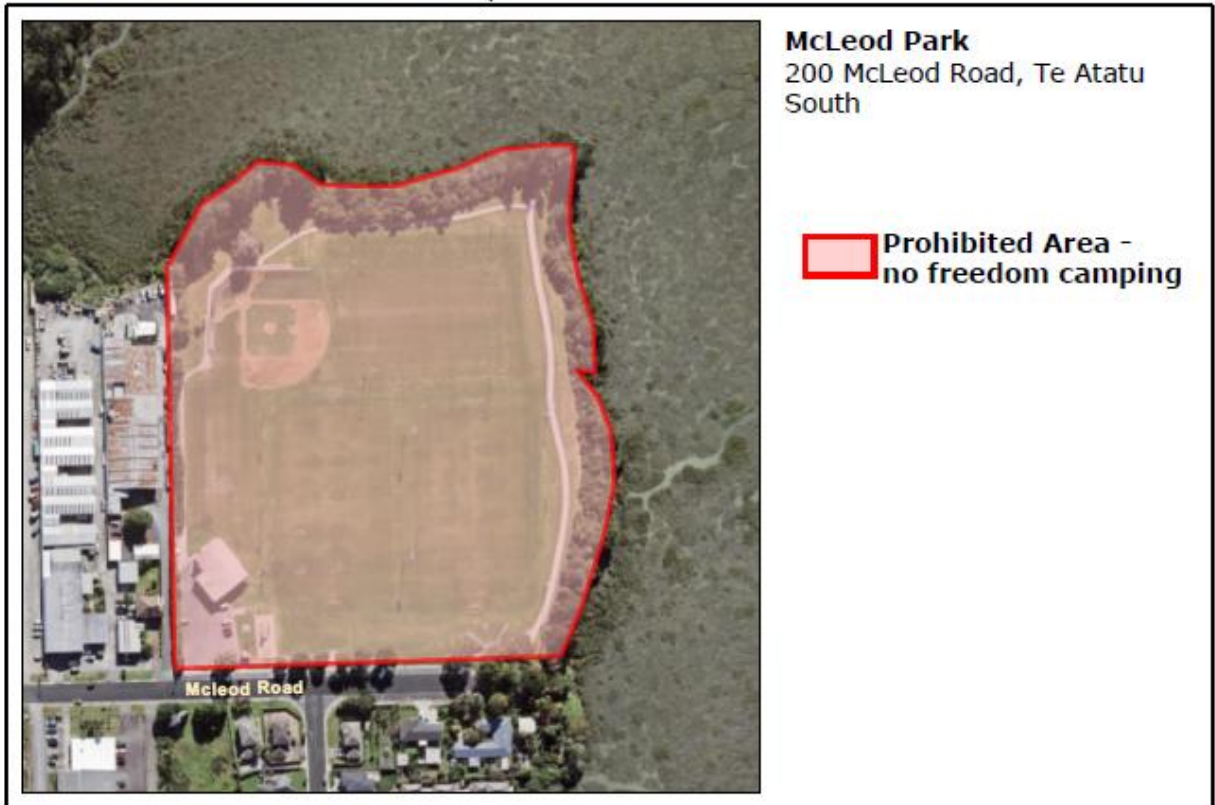 McLeod Park
200 McLeod Road, Te Atatu
South
Prohibited Area -
no freedom camping
Mcleod Road